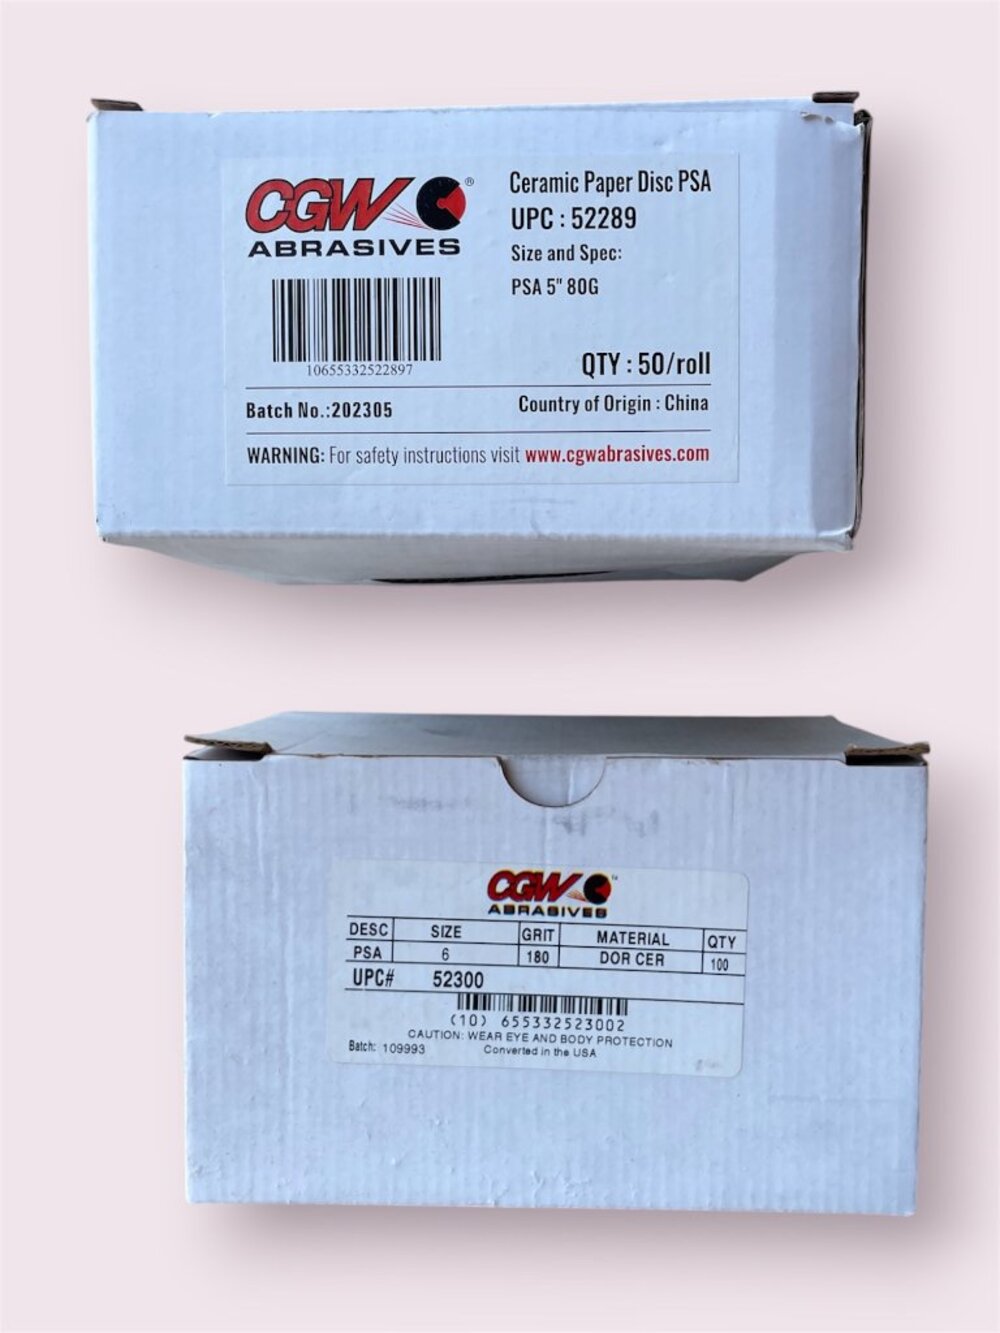 CGW ®
ABRASIVES
10655332522897
Ceramic Paper Disc PSA
UPC : 52289
Size and Spec:
PSA 5" 80G
QTY : 50/roll
Batch No.:202305
Country of Origin : China
WARNING: For safety instructions visit www.cgwabrasives.com
CGW ™
ABRASIVES
DESC SIZE GRIT MATERIAL QTY
PSA 6 180 DOR CER 100
UPC# 52300
(10) 655332523002
CAUTION: WEAR EYE AND BODY PROTECTION
Batch: 109993 Converted in the USA